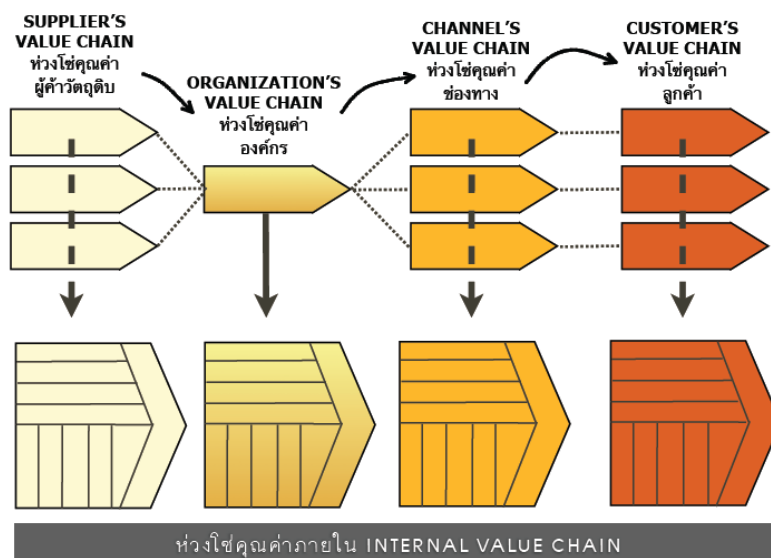 SUPPLIER'S
VALUE CHAIN
ห่วงโซ่คุณค่า
ผู้ค้าวัตถุดิบ
ORGANIZATION'S
VALUE CHAIN
ห่วงโซ่คุณค่า
องค์กร
CHANNEL'S
VALUE CHAIN
ห่วงโซ่คุณค่า
ช่องทาง
CUSTOMER'S
VALUE CHAIN
ห่วงโซ่คุณค่า
ลูกค้า
ห่วงโซ่คุณค่าภายใน INTERNAL VALUE CHAIN